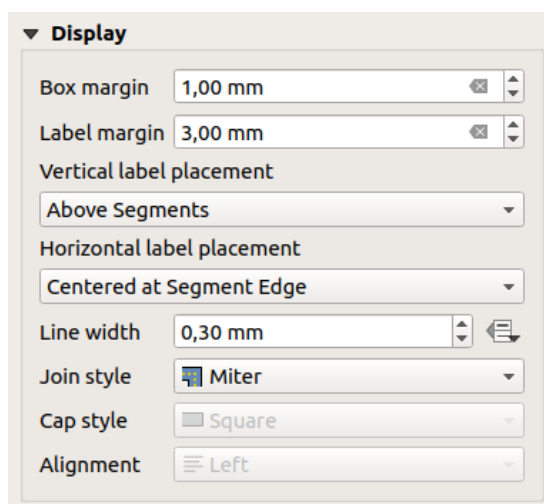 Display
Box margin 1,00 mm
Label margin 3,00 mm
Vertical label placement
Above Segments
Horizontal label placement
Centered at Segment Edge
Line width 0,30 mm
Join style Miter
Cap style Square
Alignment Left